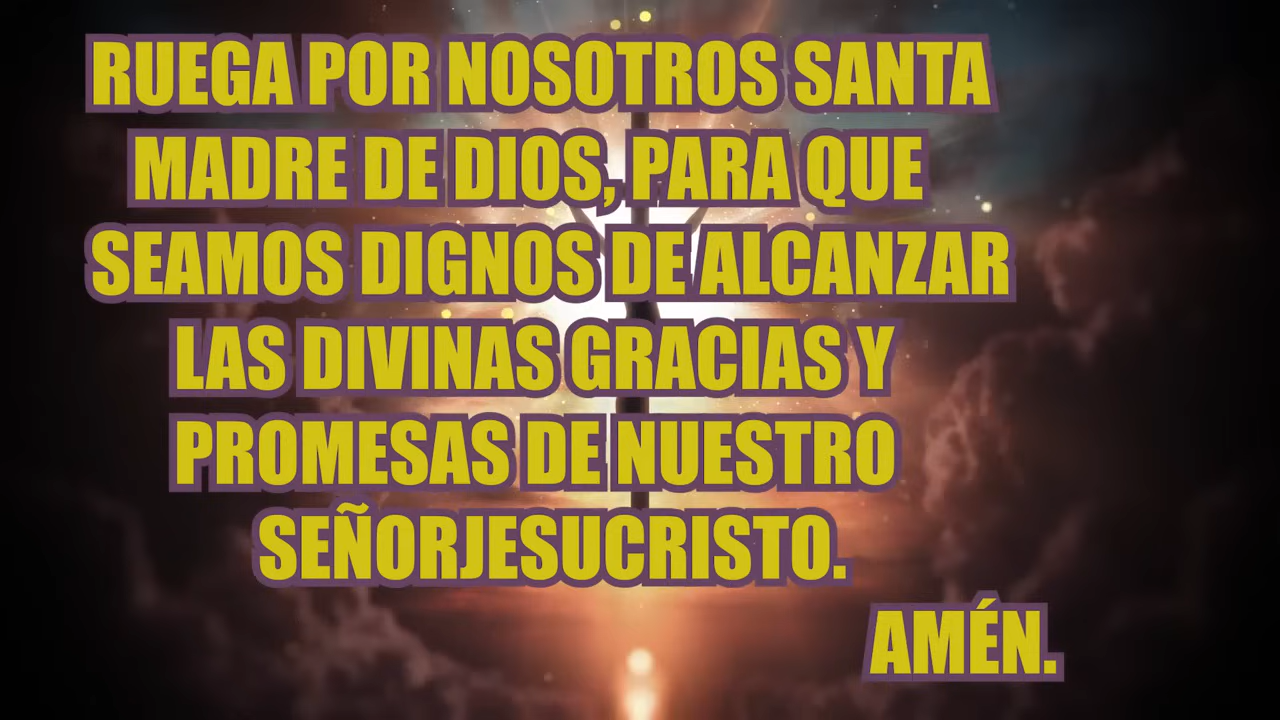 RUEGA POR NOSOTROS SANTA
MADRE DE DIOS, PARA QUE
SEAMOS DIGNOS DE ALCANZAR
LAS DIVINAS GRACIAS Y
PROMESAS DE NUESTRO
SEÑORJESUCRISTO.
AMÉN.